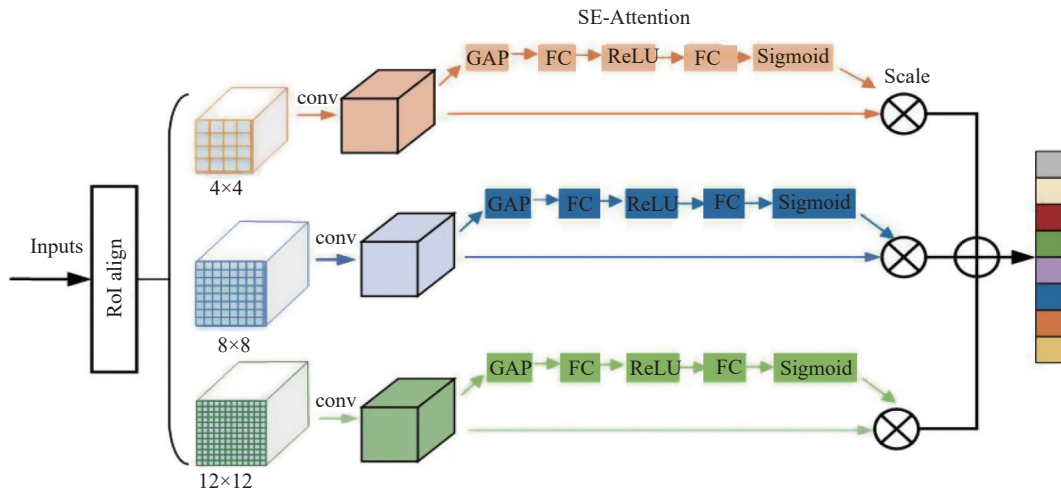 SE-Attention
GAP FC ReLU FC Sigmoid
Scale
conv
4×4
GAP FC ReLU FC Sigmoid
Inputs
RoI align
conv
8×8
GAP FC ReLU FC Sigmoid
conv
12×12